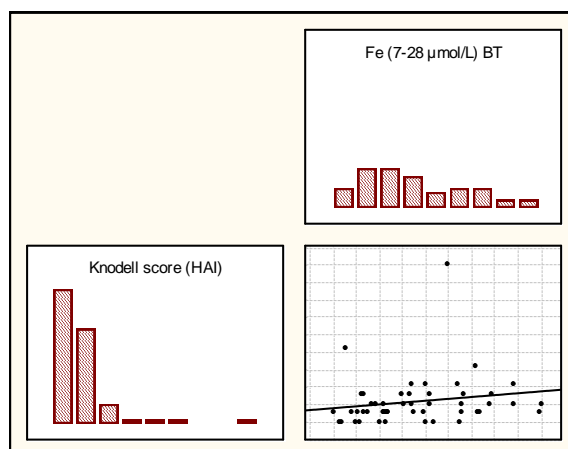 Fe (7-28 µmol/L) BT
Knodell score (HAI)